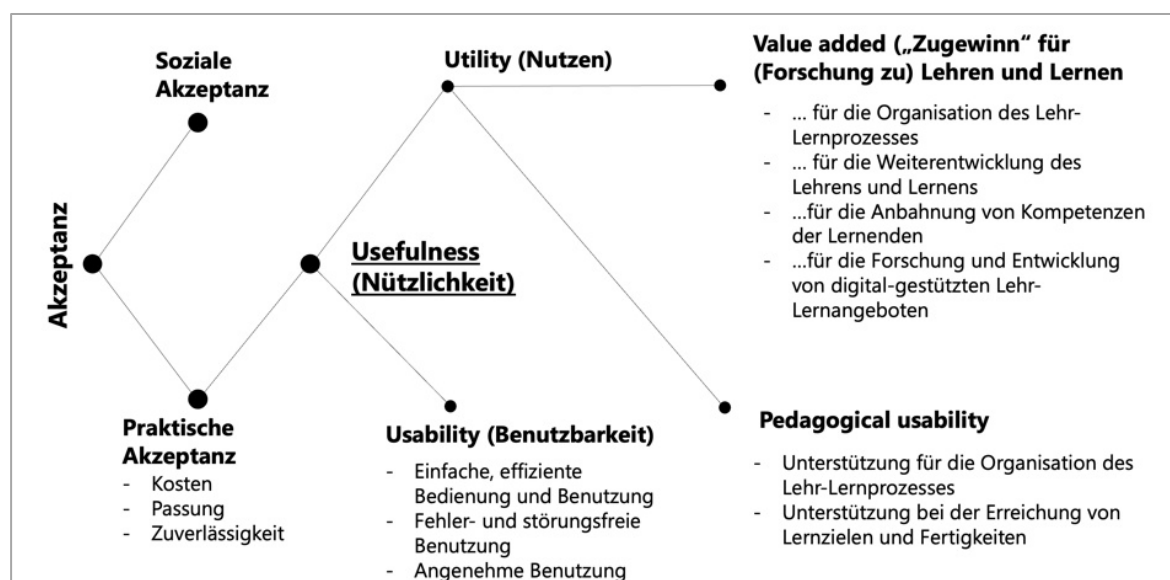 Soziale
Akzeptanz
Akzeptanz
Praktische
Akzeptanz
- Kosten
- Passung
- Zuverlässigkeit
Usefulness
(Nützlichkeit)
Utility (Nutzen)
Usability (Benutzbarkeit)
- Einfache, effiziente
Bedienung und Benutzung
- Fehler- und störungsfreie
Benutzung
- Angenehme Benutzung
Value added („Zugewinn“ für
(Forschung zu) Lehren und Lernen
- ... für die Organisation des Lehr-
Lernprozesses
- ... für die Weiterentwicklung des
Lehrens und Lernens
- ...für die Anbahnung von Kompetenzen
der Lernenden
- ...für die Forschung und Entwicklung
von digital-gestützten Lehr-
Lernangeboten
Pedagogical usability
- Unterstützung für die Organisation des
Lehr-Lernprozesses
- Unterstützung bei der Erreichung von
Lernzielen und Fertigkeiten